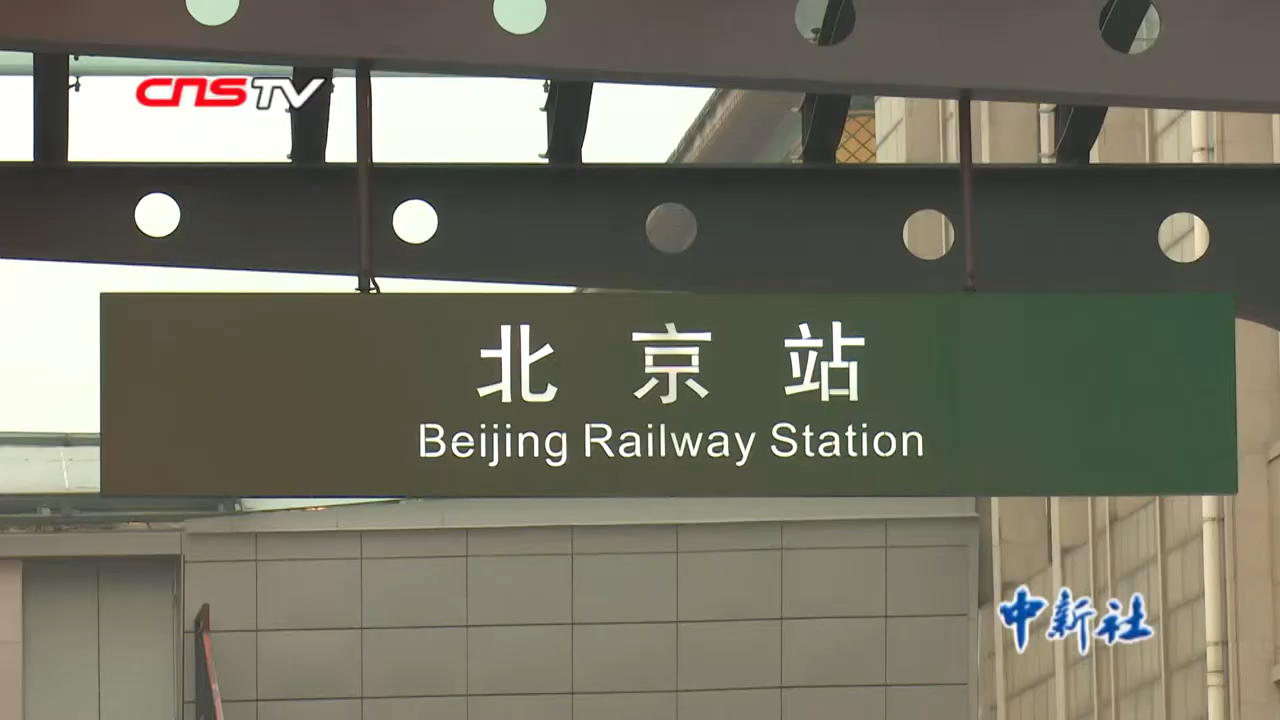 CNSTV
北京站
Beijing Railway Station
中新社